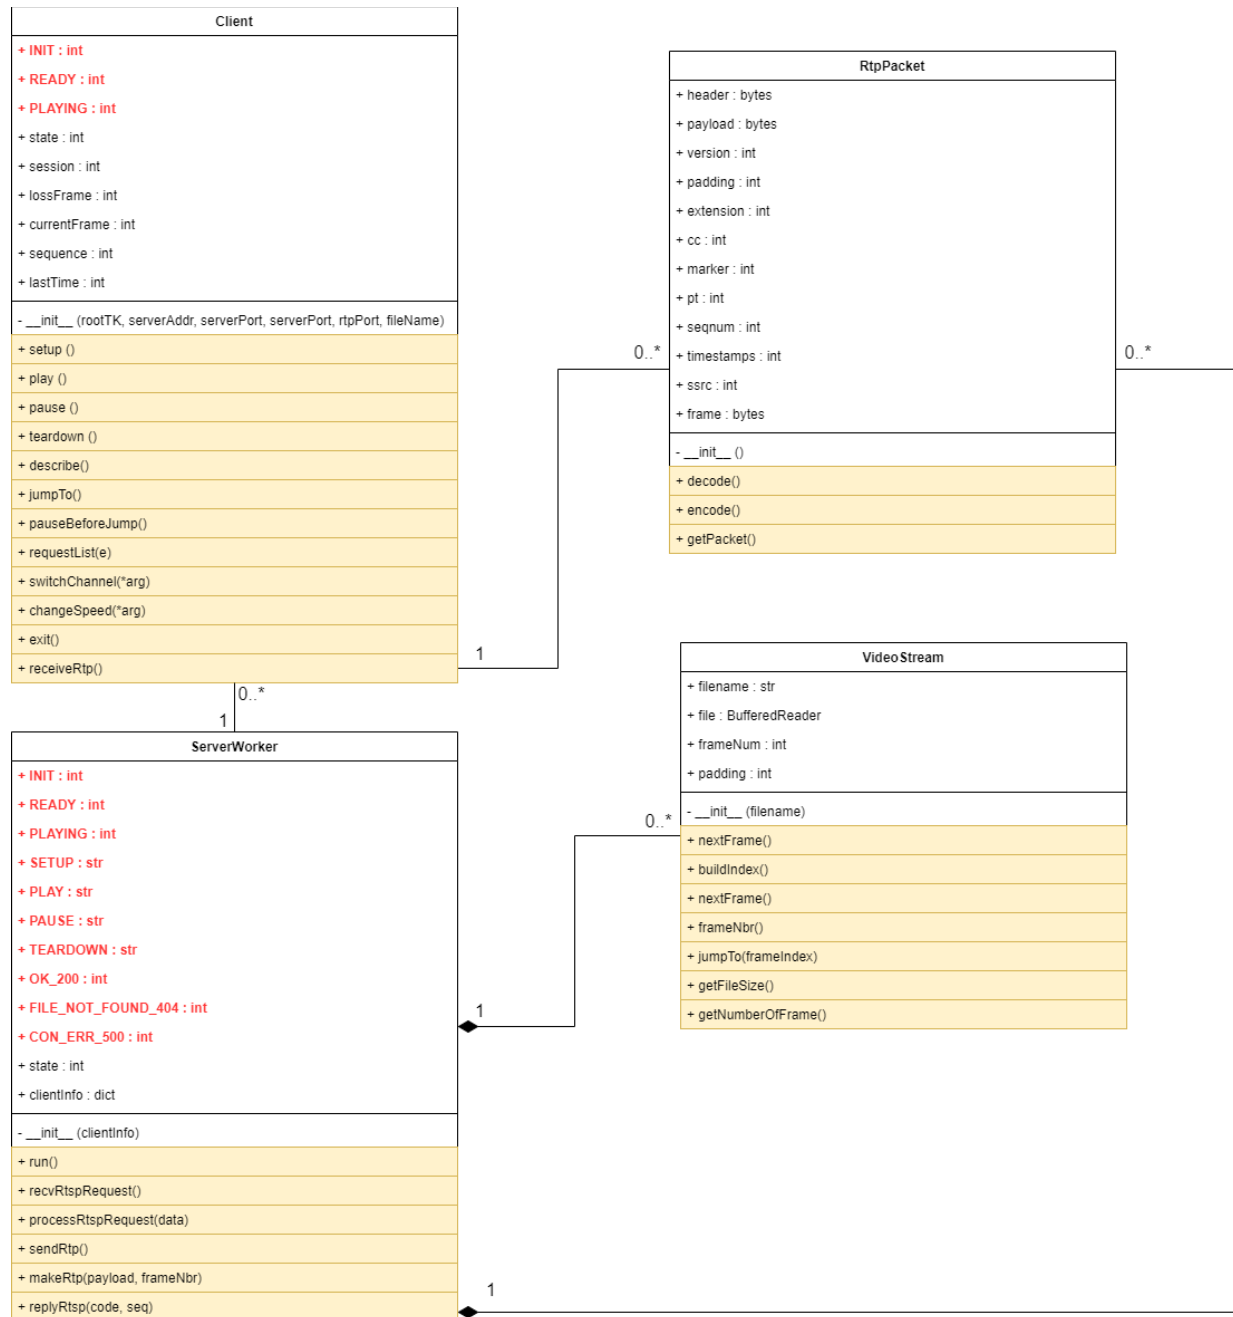 Client
+ INIT : int
+ READY : int
+ PLAYING : int
+ state : int
+ session : int
+ lossFrame : int
+ currentFrame : int
+ sequence : int
+ lastTime : int
- __init__ (rootTK, serverAddr, serverPort, serverPort, rtpPort, fileName)
+ setup ()
+ play ()
+ pause ()
+ teardown ()
+ describe()
+ jumpTo()
+ pauseBeforeJump()
+ requestList(e)
+ switchChannel(*arg)
+ changeSpeed(*arg)
+ exit()
+ receiveRtp()
1
0..*
0..*
1
RtpPacket
+ header : bytes
+ payload : bytes
+ version : int
+ padding : int
+ extension : int
+ cc : int
+ marker : int
+ pt : int
+ seqnum : int
+ timestamps : int
+ ssrc : int
+ frame : bytes
- __init__ ()
+ decode()
+ encode()
+ getPacket()
0..*
VideoStream
+ filename : str
+ file : BufferedReader
+ frameNum : int
+ padding : int
- __init__ (filename)
+ nextFrame()
+ buildIndex()
+ nextFrame()
+ frameNbr()
+ jumpTo(frameIndex)
+ getFileSize()
+ getNumberOfFrame()
0..*
ServerWorker
+ INIT : int
+ READY : int
+ PLAYING : int
+ SETUP : str
+ PLAY : str
+ PAUSE : str
+ TEARDOWN : str
+ OK_200 : int
+ FILE_NOT_FOUND_404 : int
+ CON_ERR_500 : int
+ state : int
+ clientInfo : dict
- __init__ (clientInfo)
+ run()
+ recvRtspRequest()
+ processRtspRequest(data)
+ sendRtp()
+ makeRtp(payload, frameNbr)
+ replyRtsp(code, seq)
1
1